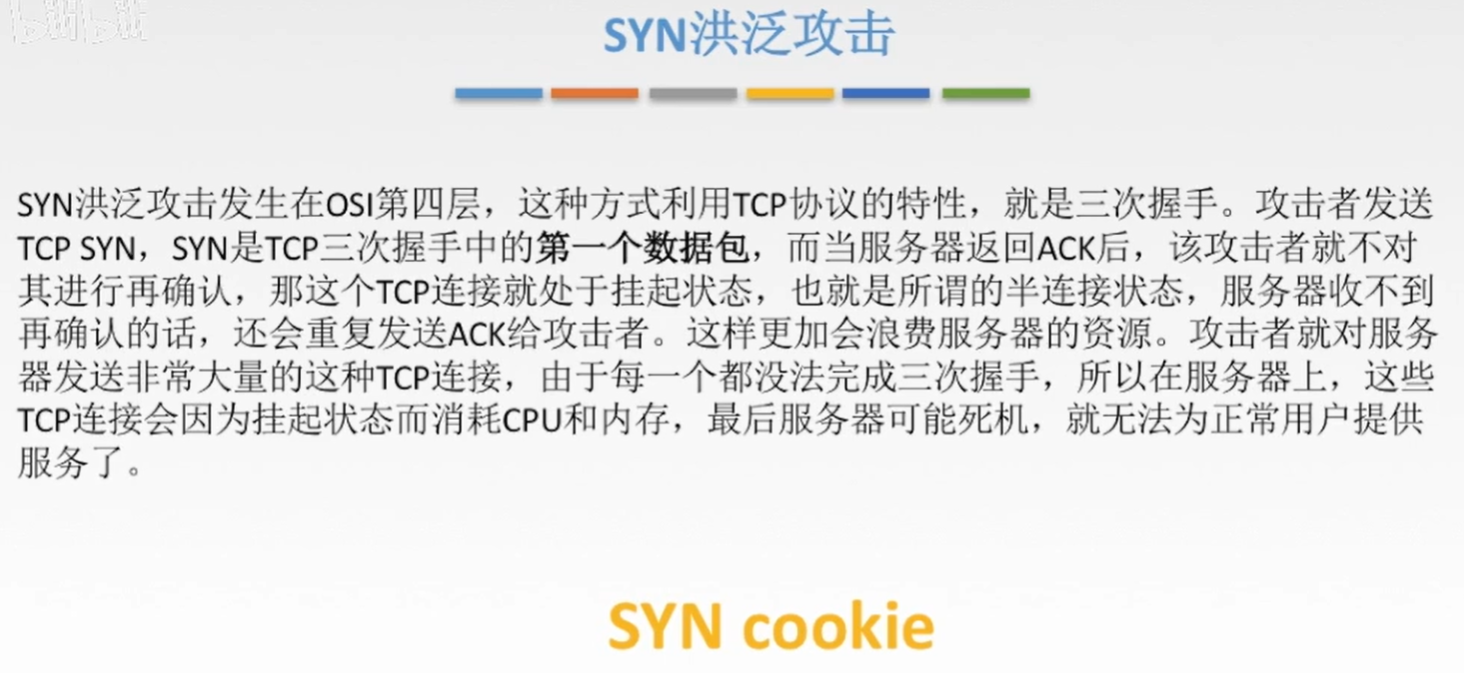 bilibili
SYN洪泛攻击
SYN洪泛攻击发生在OSI第四层，这种方式利用TCP协议的特性，就是三次握手。攻击者发送
TCP SYN，SYN是TCP三次握手中的第一个数据包，而当服务器返回ACK后，该攻击者就不对
其进行再确认，那这个TCP连接就处于挂起状态，也就是所谓的半连接状态，服务器收不到
再确认的话，还会重复发送ACK给攻击者。这样更加会浪费服务器的资源。攻击者就对服务
器发送非常大量的这种TCP连接，由于每一个都没法完成三次握手，所以在服务器上，这些
TCP连接会因为挂起状态而消耗CPU和内存，最后服务器可能死机，就无法为正常用户提供
服务了。
SYN cookie